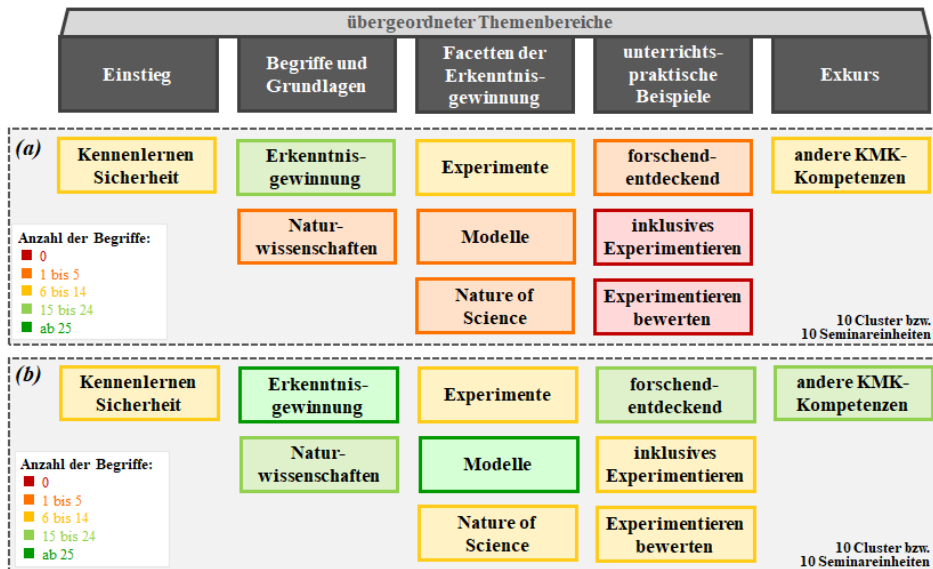 übergeordneter Themenbereiche
Einstieg
Begriffe und
Grundlagen
Facetten der
Erkenntnis-
gewinnung
unterrichts-
praktische
Beispiele
Exkurs
(a)
Kennenlernen
Sicherheit
Erkenntnis-
gewinnung
Experimente
forschend-
entdeckend
andere KMK-
Kompetenzen
Natur-
wissenschaften
Modelle
inklusives
Experimentieren
Nature of
Science
Experimentieren
bewerten
Anzahl der Begriffe:
0
1 bis 5
6 bis 14
15 bis 24
ab 25
10 Cluster bzw.
10 Seminareinheiten
(b)
Kennenlernen
Sicherheit
Erkenntnis-
gewinnung
Experimente
forschend-
entdeckend
andere KMK-
Kompetenzen
Natur-
wissenschaften
Modelle
inklusives
Experimentieren
Nature of
Science
Experimentieren
bewerten
Anzahl der Begriffe:
0
1 bis 5
6 bis 14
15 bis 24
ab 25
10 Cluster bzw.
10 Seminareinheiten